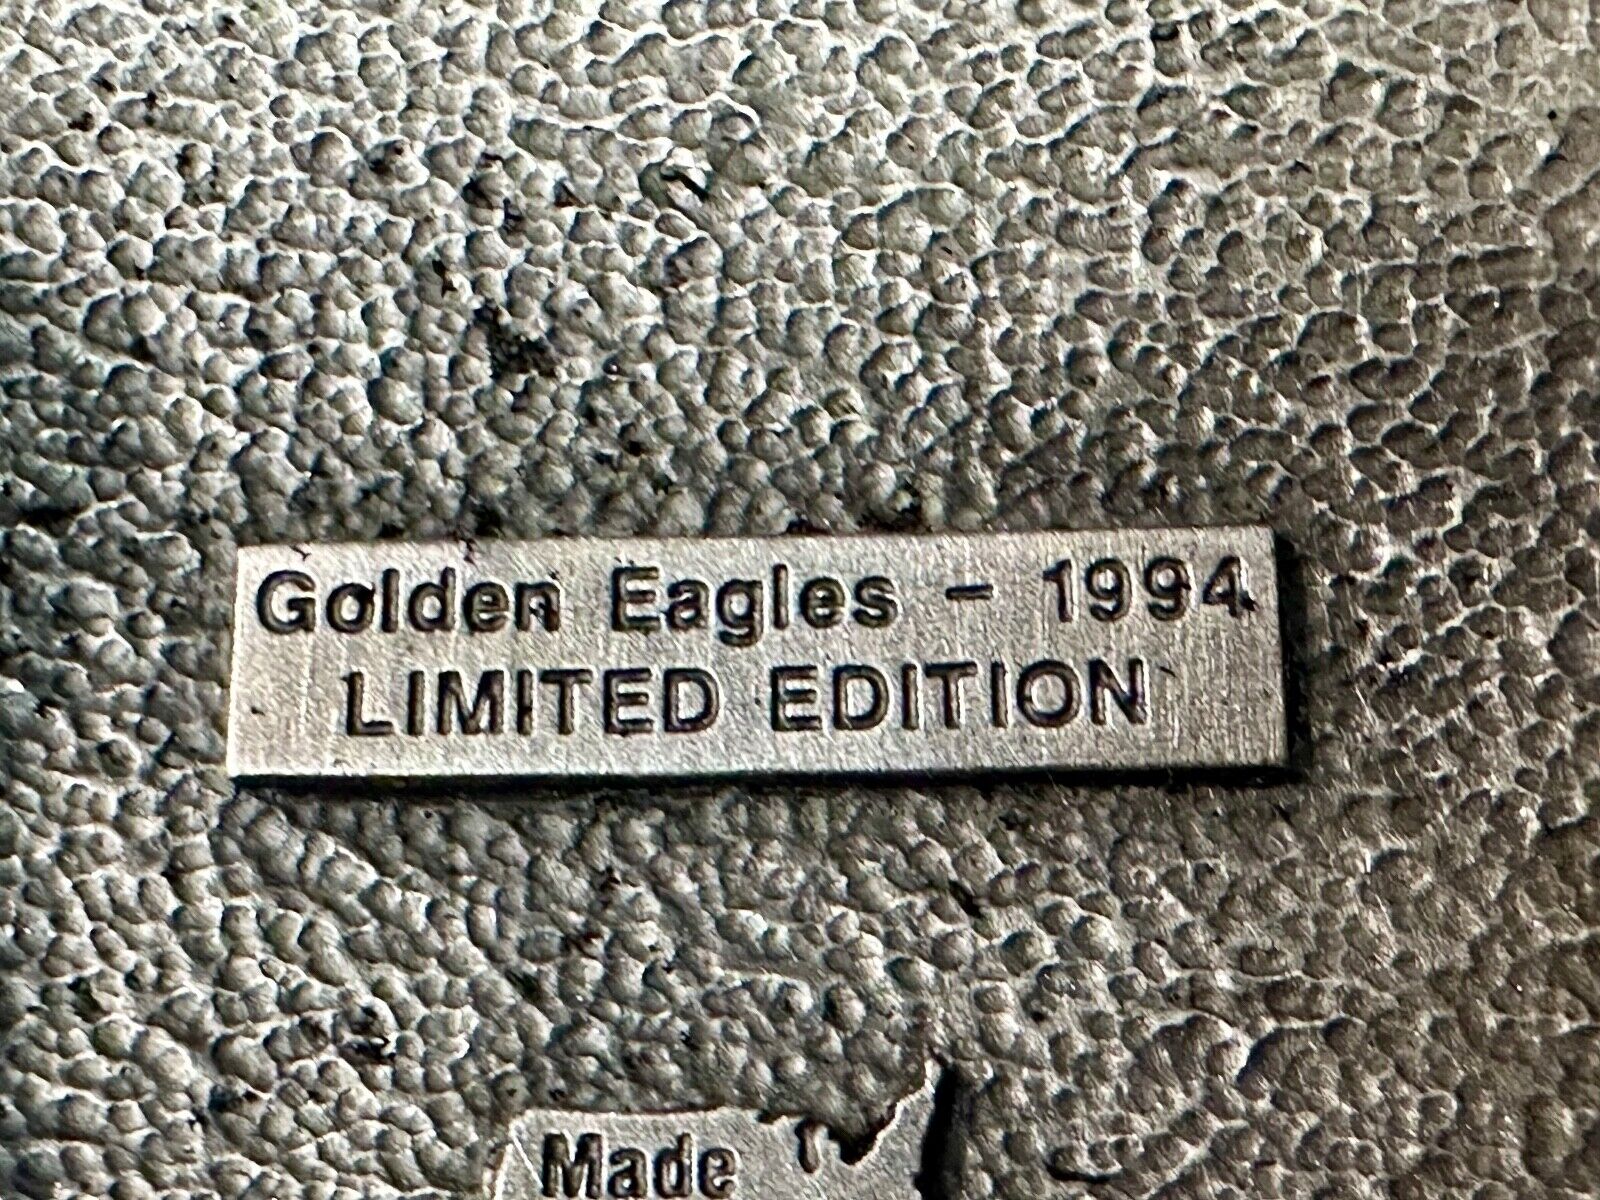 Golden Eagles - 1994
LIMITED EDITION
Made